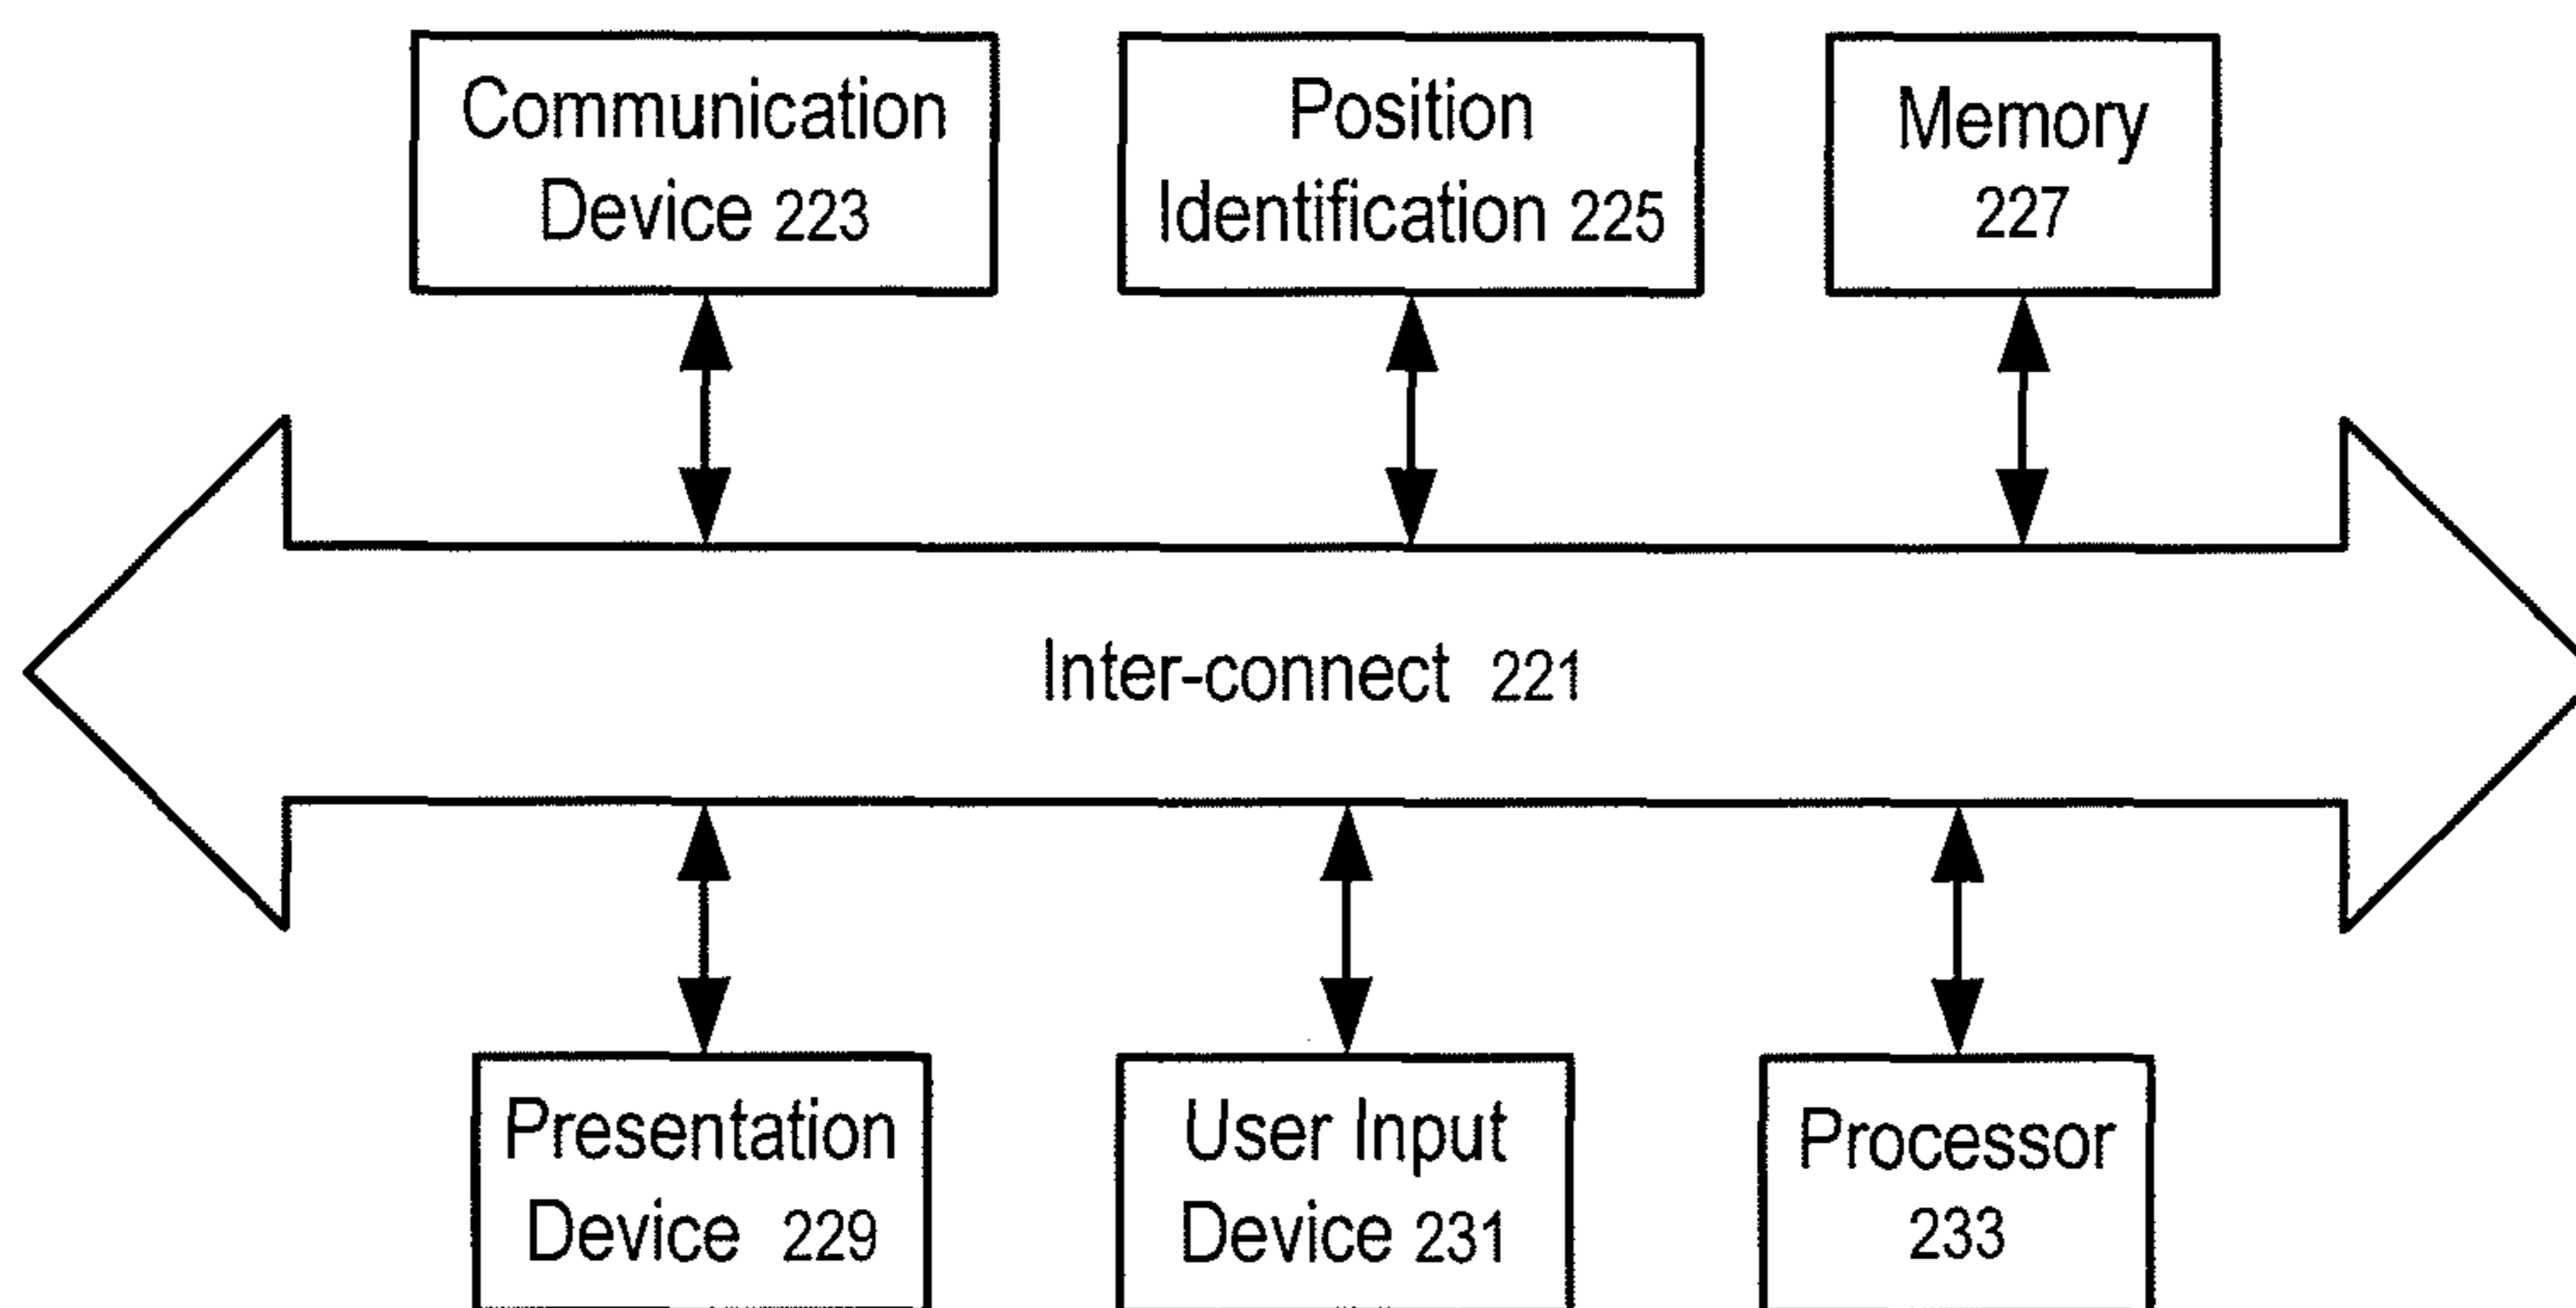 Communication
Device 223
Position
Identification 225
Memory
227
Inter-connect 221
Presentation
Device 229
User Input
Device 231
Processor
233